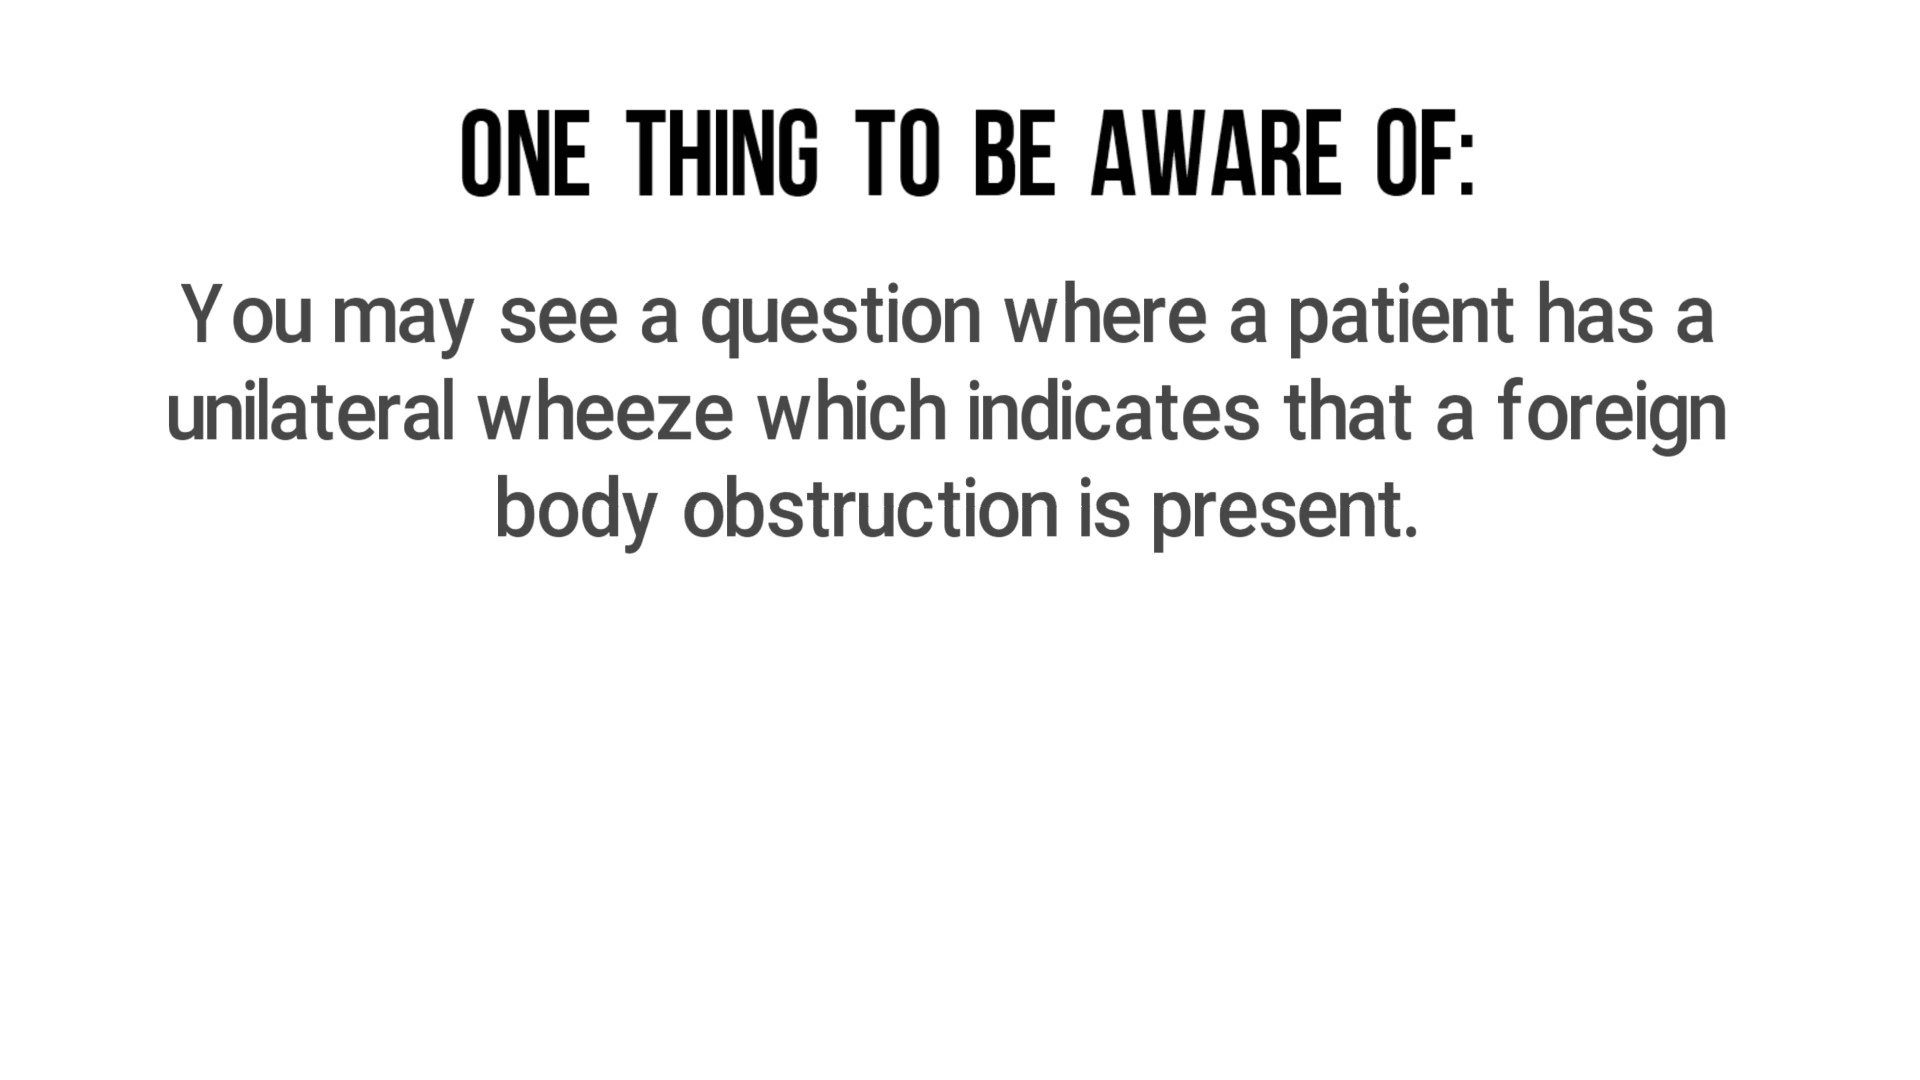 ONE THING TO BE AWARE OF:
You may see a question where a patient has a
unilateral wheeze which indicates that a foreign
body obstruction is present.